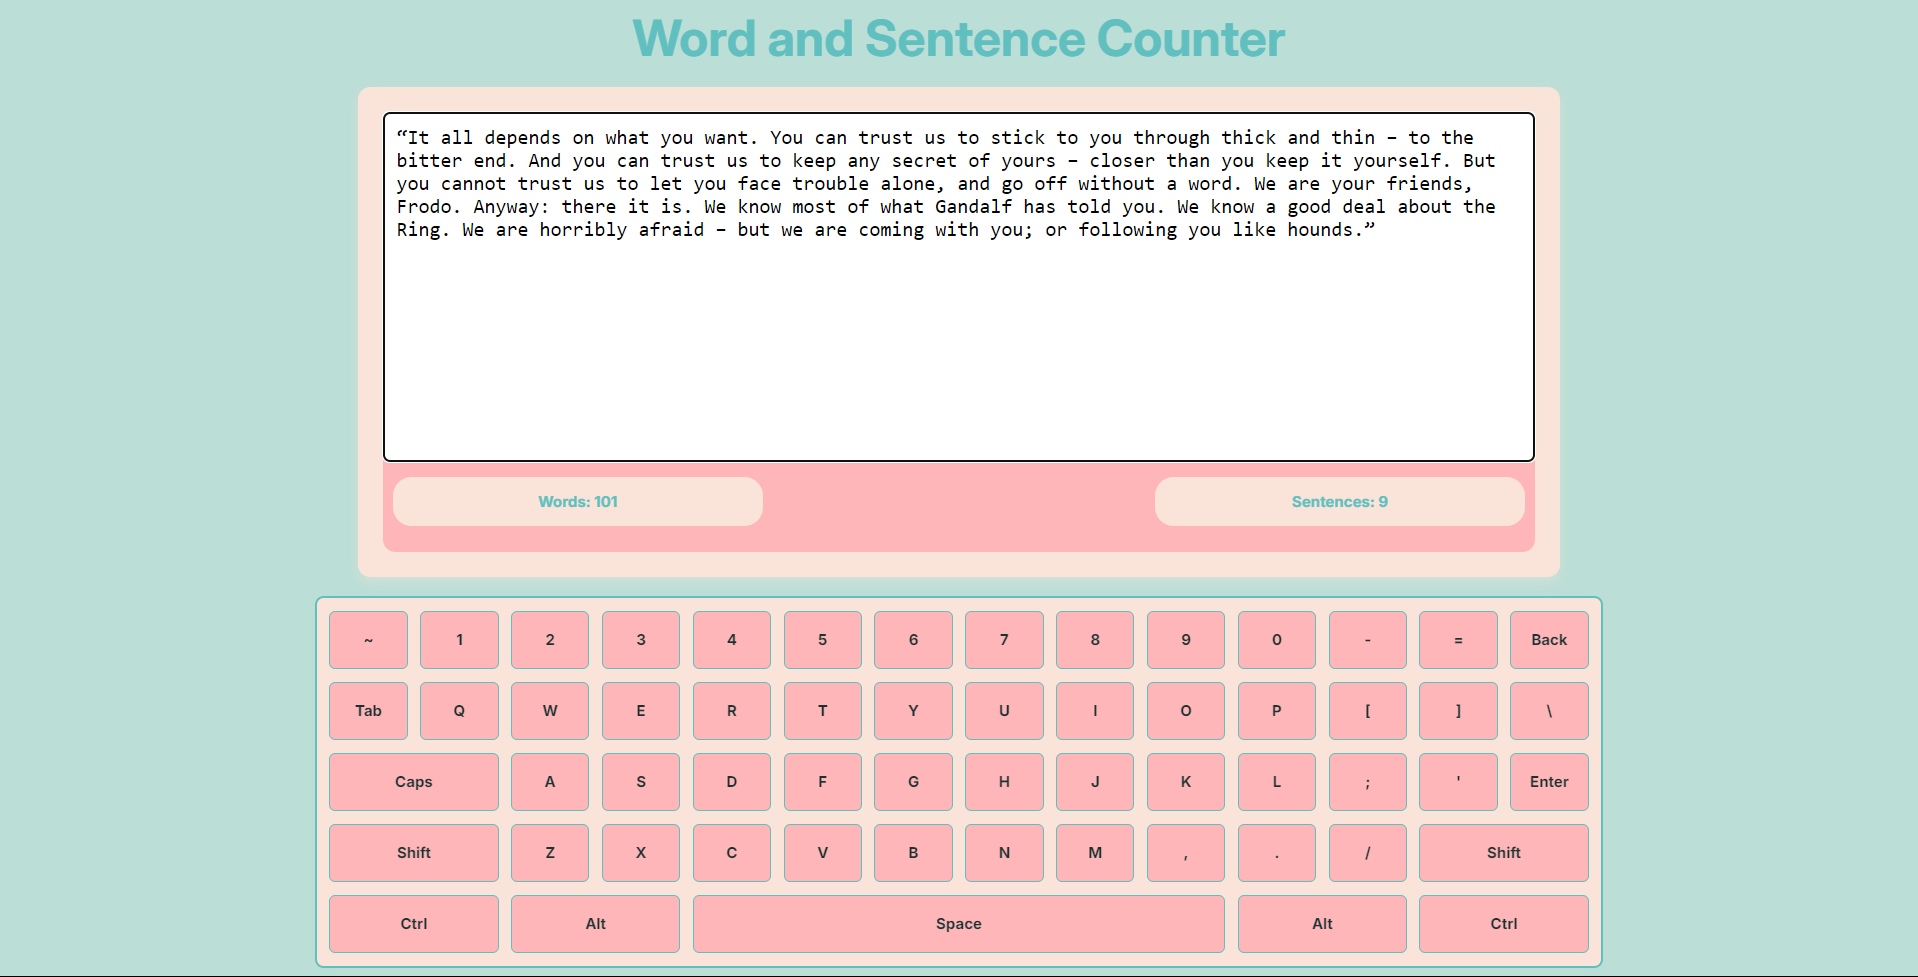 Word and Sentence Counter
“It all depends on what you want. You can trust us to stick to you through thick and thin – to the
bitter end. And you can trust us to keep any secret of yours – closer than you keep it yourself. But
you cannot trust us to let you face trouble alone, and go off without a word. We are your friends,
Frodo. Anyway: there it is. We know most of what Gandalf has told you. We know a good deal about the
Ring. We are horribly afraid – but we are coming with you; or following you like hounds.”
Words: 101
Sentences: 9
~ 1 2 3 4 5 6 7 8 9 0 - = Back
Tab Q W E R T Y U I O P [ ] \
Caps A S D F G H J K L ; ' Enter
Shift Z X C V B N M , . / Shift
Ctrl Alt Space Alt Ctrl